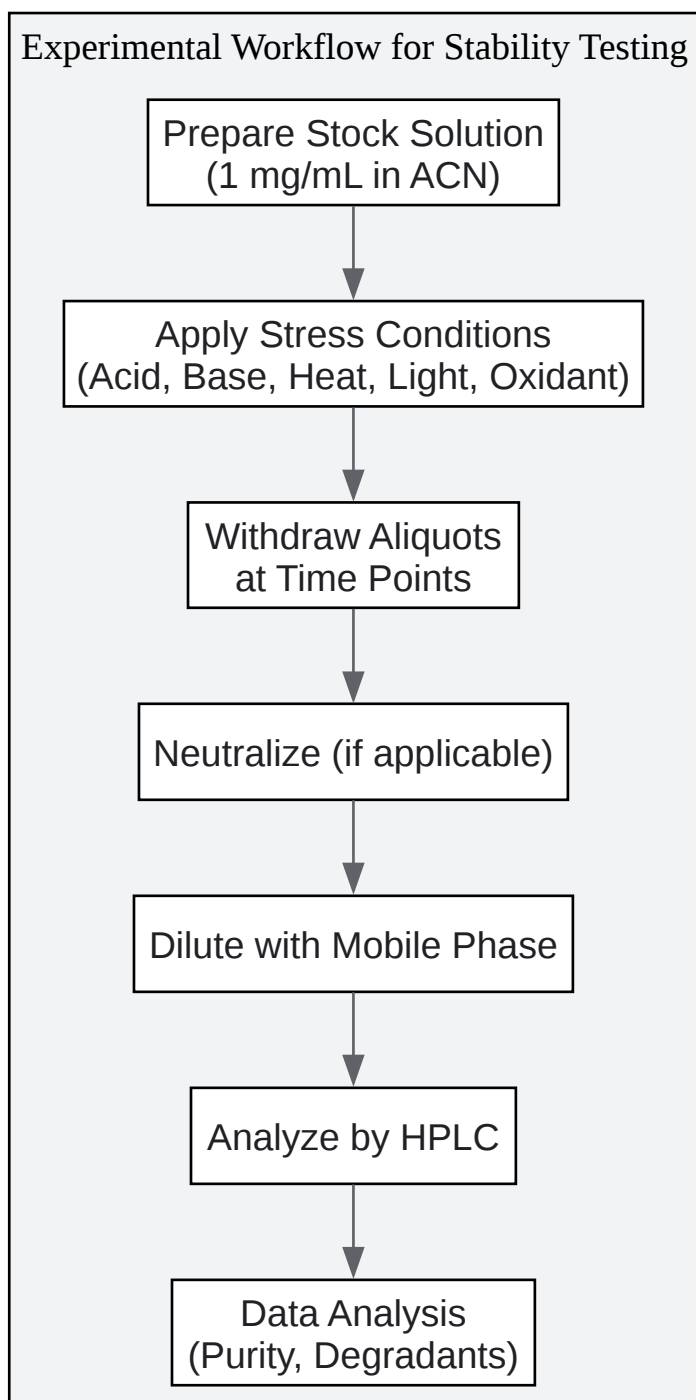 Experimental Workflow for Stability Testing
Prepare Stock Solution
(1 mg/mL in ACN)
Apply Stress Conditions
(Acid, Base, Heat, Light, Oxidant)
Withdraw Aliquots
at Time Points
Neutralize (if applicable)
Dilute with Mobile Phase
Analyze by HPLC
Data Analysis
(Purity, Degradants)